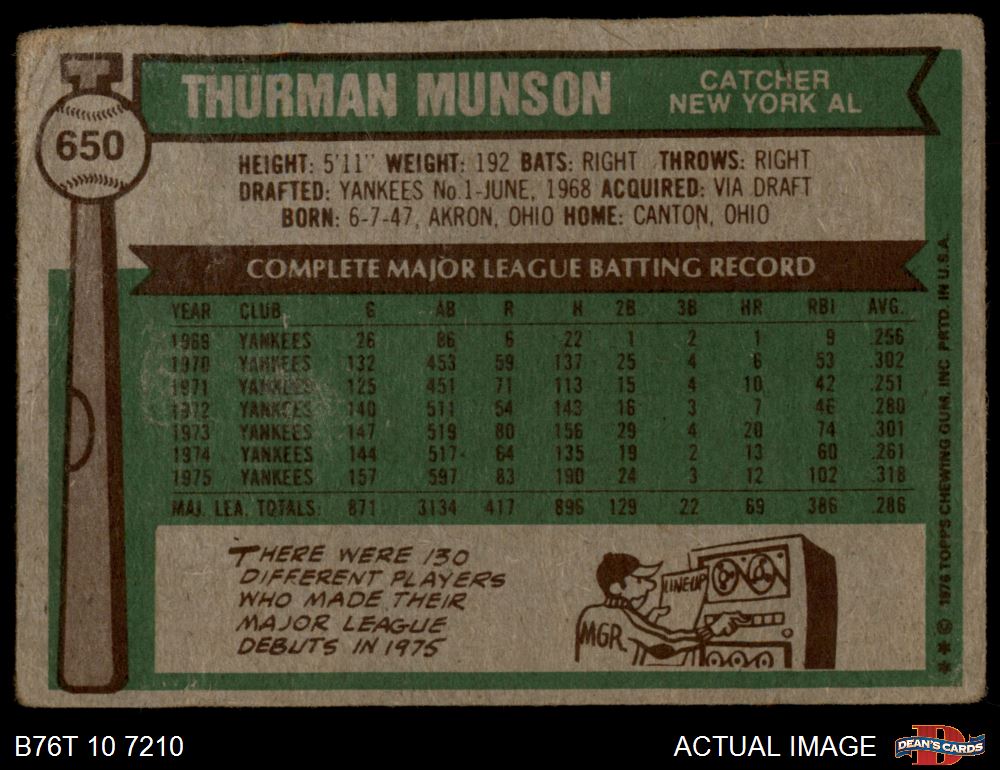 650
THURMAN MUNSON
CATCHER
NEW YORK AL
HEIGHT: 5'11" WEIGHT: 192 BATS: RIGHT THROWS: RIGHT
DRAFTED: YANKEES No.1-JUNE, 1968 ACQUIRED: VIA DRAFT
BORN: 6-7-47, AKRON, OHIO HOME: CANTON, OHIO
COMPLETE MAJOR LEAGUE BATTING RECORD
YEAR CLUB G AB R H 2B 3B HR RBI AVG.
1969 YANKEES 26 86 6 22 1 2 1 9 .256
1970 YANKEES 132 453 59 137 25 4 6 53 .302
1971 YANKEES 125 451 71 113 15 4 10 42 .251
1972 YANKEES 140 511 54 143 16 3 7 46 .280
1973 YANKEES 147 519 80 156 29 4 20 74 .301
1974 YANKEES 144 517 64 135 19 2 13 60 .261
1975 YANKEES 157 597 83 190 24 3 12 102 .318
MAJ. LEA. TOTALS: 871 3134 417 896 129 22 69 386 .286
THERE WERE 130
DIFFERENT PLAYERS
WHO MADE THEIR
MAJOR LEAGUE
DEBUTS IN 1975
LINE-UP
MGR.
** © 1976 TOPPS CHEWING GUM, INC. PRTD. IN U.S.A.
B76T 10 7210
ACTUAL IMAGE
D
DEAN'S CARDS